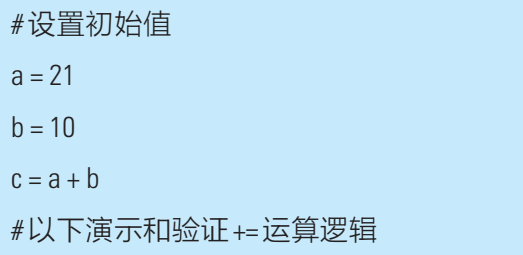 #设置初始值
a = 21
b = 10
c = a + b
#以下演示和验证+=运算逻辑